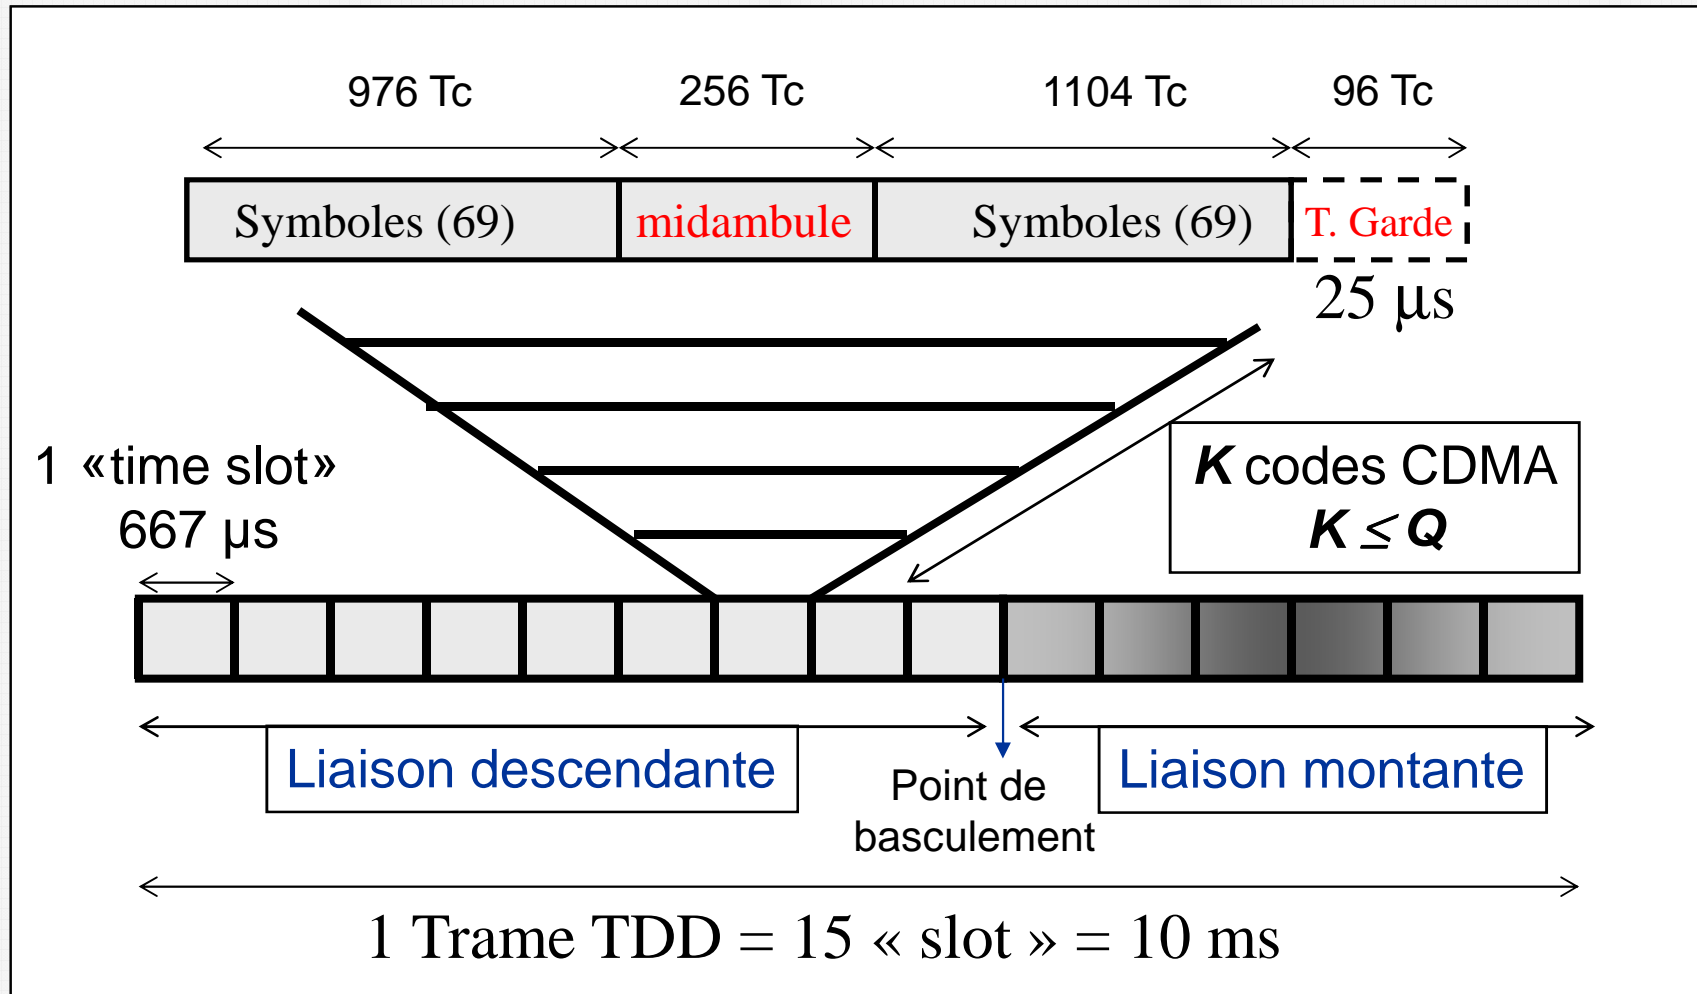 976 Tc 256 Tc 1104 Tc 96 Tc
Symboles (69) midambule Symboles (69) T. Garde
25 μs
1 «time slot»
667 μs
K codes CDMA
K ≤ Q
Liaison descendante
Point de
basculement
Liaison montante
1 Trame TDD = 15 « slot » = 10 ms